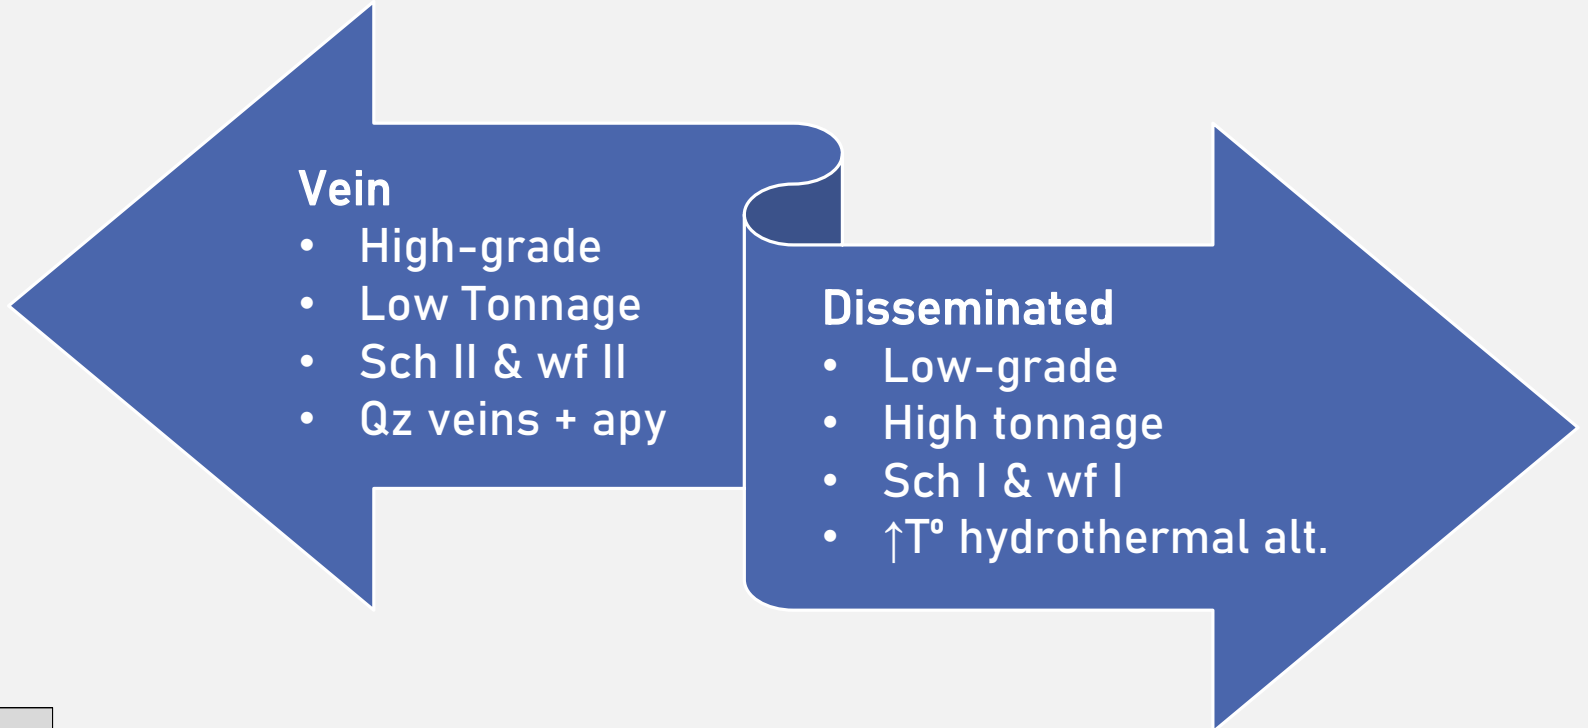 Vein
• High-grade
• Low Tonnage
• Sch II & wf II
• Qz veins + apy
Disseminated
• Low-grade
• High tonnage
• Sch I & wf I
• ↑Tº hydrothermal alt.